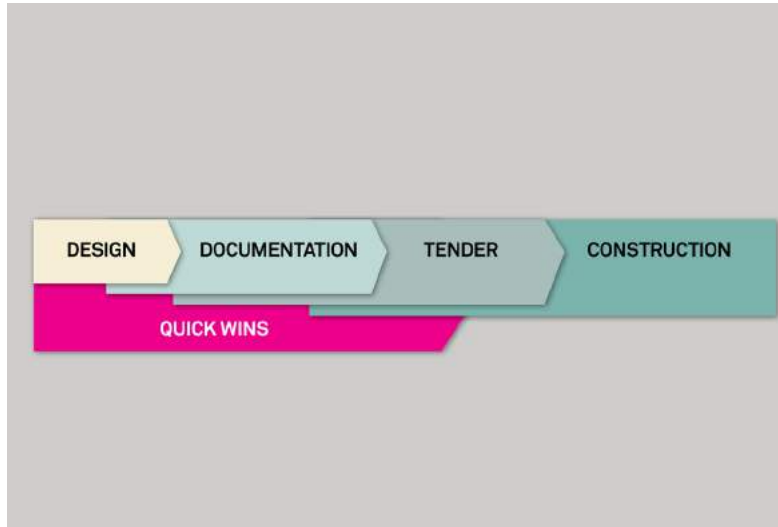 DESIGN
DOCUMENTATION
TENDER
CONSTRUCTION
QUICK WINS